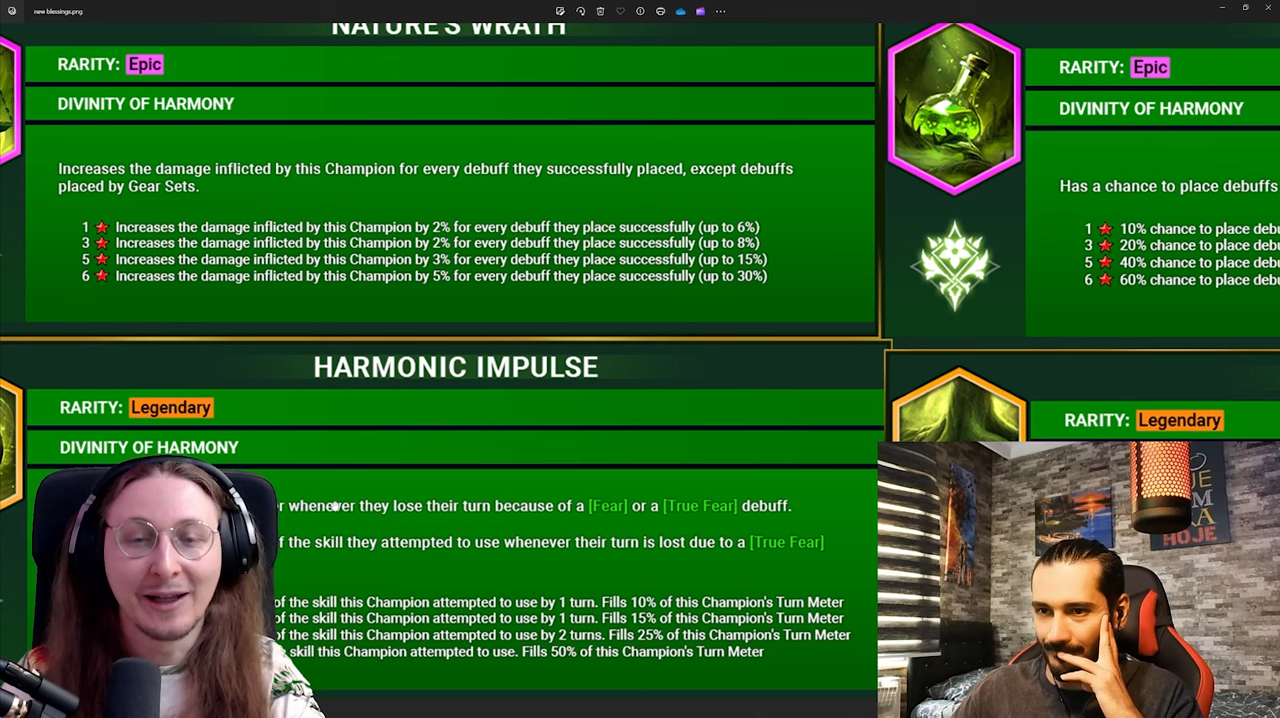 new blessings.png
NATURE'S WRATH
RARITY: Epic
DIVINITY OF HARMONY
Increases the damage inflicted by this Champion for every debuff they successfully placed, except debuffs
placed by Gear Sets.
1 ★ Increases the damage inflicted by this Champion by 2% for every debuff they place successfully (up to 6%)
3 ★ Increases the damage inflicted by this Champion by 2% for every debuff they place successfully (up to 8%)
5 ★ Increases the damage inflicted by this Champion by 3% for every debuff they place successfully (up to 15%)
6 ★ Increases the damage inflicted by this Champion by 5% for every debuff they place successfully (up to 30%)
RARITY: Epic
DIVINITY OF HARMONY
Has a chance to place debuffs
1 ★ 10% chance to place debu
3 ★ 20% chance to place debu
5 ★ 40% chance to place debu
6 ★ 60% chance to place debu
HARMONIC IMPULSE
RARITY: Legendary
DIVINITY OF HARMONY
r whenever they lose their turn because of a [Fear] or a [True Fear] debuff.
f the skill they attempted to use whenever their turn is lost due to a [True Fear]
of the skill this Champion attempted to use by 1 turn. Fills 10% of this Champion's Turn Meter
of the skill this Champion attempted to use by 1 turn. Fills 15% of this Champion's Turn Meter
of the skill this Champion attempted to use by 2 turns. Fills 25% of this Champion's Turn Meter
skill this Champion attempted to use. Fills 50% of this Champion's Turn Meter
RARITY: Legendary
HOJE